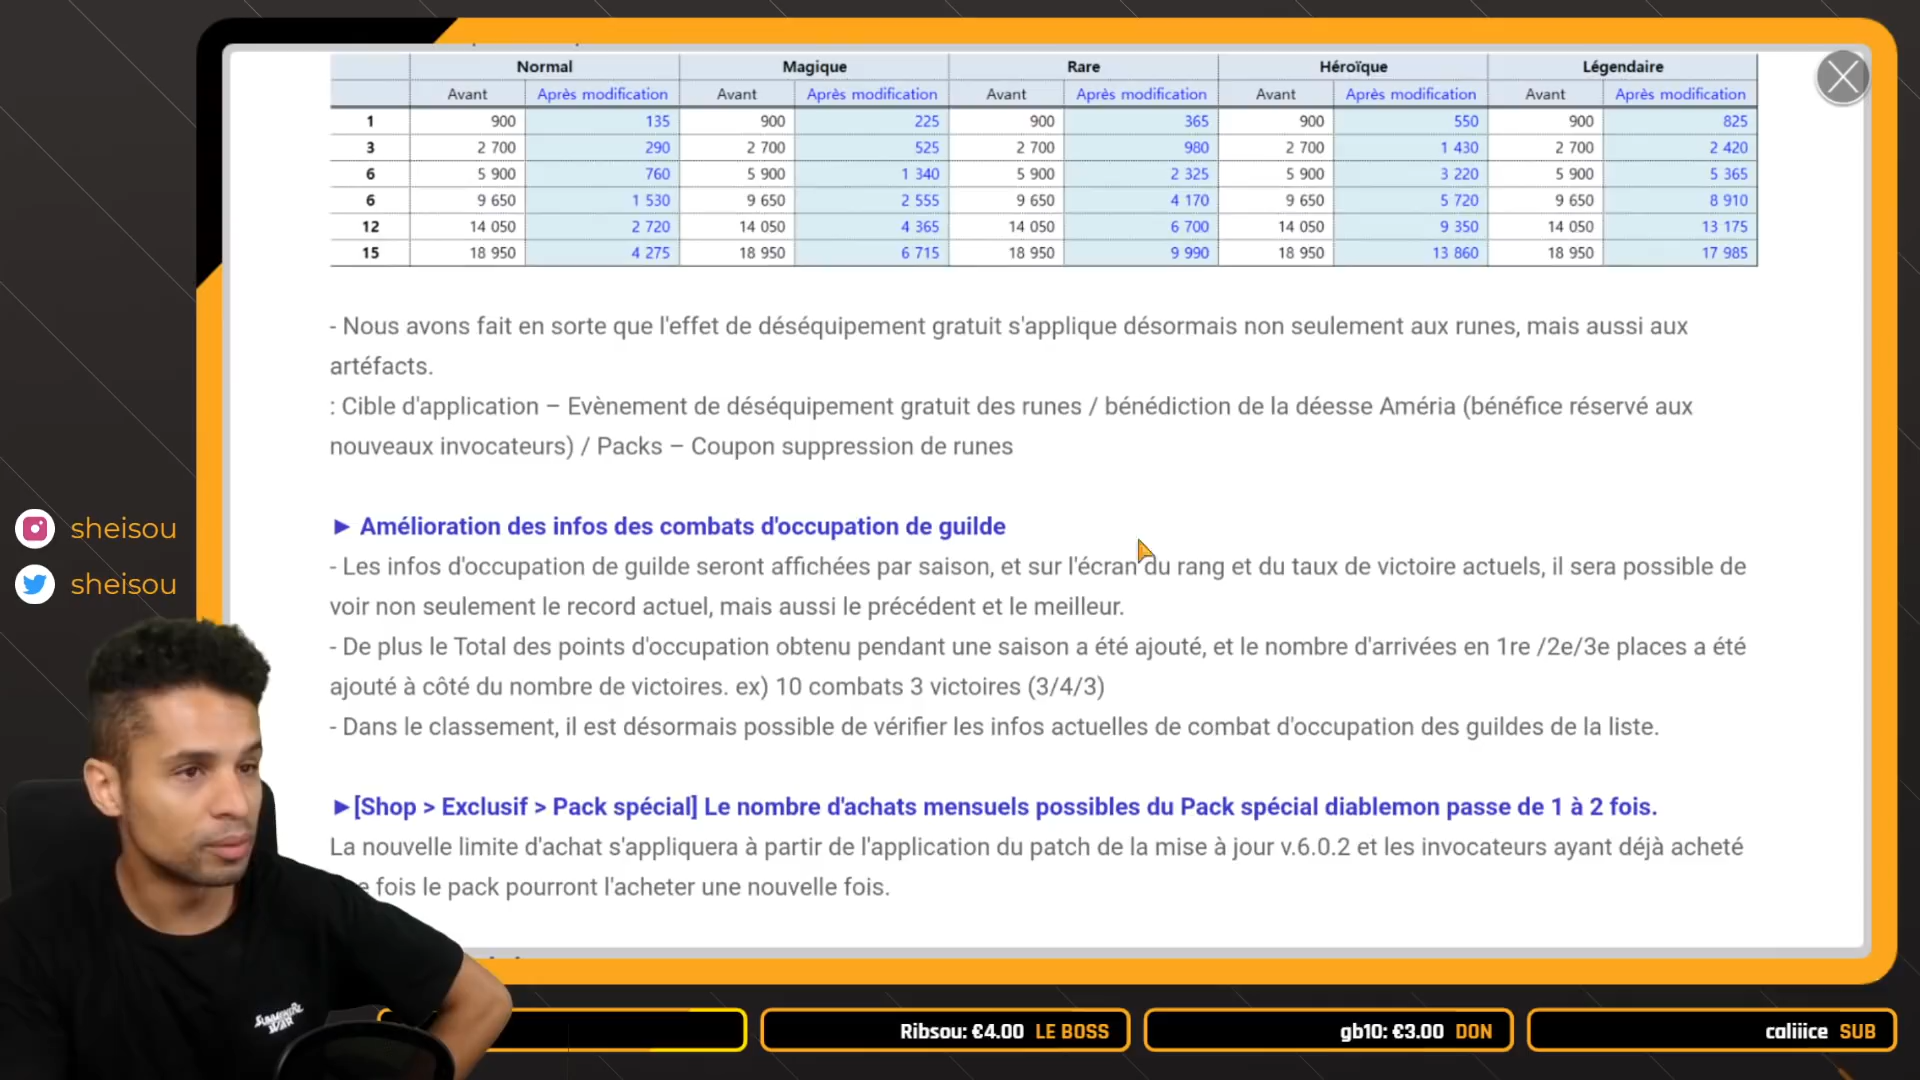 Normal Magique Rare Héroïque Légendaire
Avant Après modification Avant Après modification Avant Après modification Avant Après modification Avant Après modification
1 900 135 900 225 900 365 900 550 900 825
3 2 700 290 2 700 525 2 700 980 2 700 1 430 2 700 2 420
6 5 900 760 5 900 1 340 5 900 2 325 5 900 3 220 5 900 5 365
6 9 650 1 530 9 650 2 555 9 650 4 170 9 650 5 720 9 650 8 910
12 14 050 2 720 14 050 4 365 14 050 6 700 14 050 9 350 14 050 13 175
15 18 950 4 275 18 950 6 715 18 950 9 990 18 950 13 860 18 950 17 985
- Nous avons fait en sorte que l'effet de déséquipement gratuit s'applique désormais non seulement aux runes, mais aussi aux
artéfacts.
: Cible d'application – Evènement de déséquipement gratuit des runes / bénédiction de la déesse Améria (bénéfice réservé aux
nouveaux invocateurs) / Packs – Coupon suppression de runes
► Amélioration des infos des combats d'occupation de guilde
- Les infos d'occupation de guilde seront affichées par saison, et sur l'écran du rang et du taux de victoire actuels, il sera possible de
voir non seulement le record actuel, mais aussi le précédent et le meilleur.
- De plus le Total des points d'occupation obtenu pendant une saison a été ajouté, et le nombre d'arrivées en 1re /2e/3e places a été
ajouté à côté du nombre de victoires. ex) 10 combats 3 victoires (3/4/3)
- Dans le classement, il est désormais possible de vérifier les infos actuelles de combat d'occupation des guildes de la liste.
►[Shop > Exclusif > Pack spécial] Le nombre d'achats mensuels possibles du Pack spécial diablemon passe de 1 à 2 fois.
La nouvelle limite d'achat s'appliquera à partir de l'application du patch de la mise à jour v.6.0.2 et les invocateurs ayant déjà acheté
e fois le pack pourront l'acheter une nouvelle fois.
sheisou
sheisou
SUMMONERS WAR
Ribsou: €4.00 LE BOSS
gb10: €3.00 DON
caliiice SUB